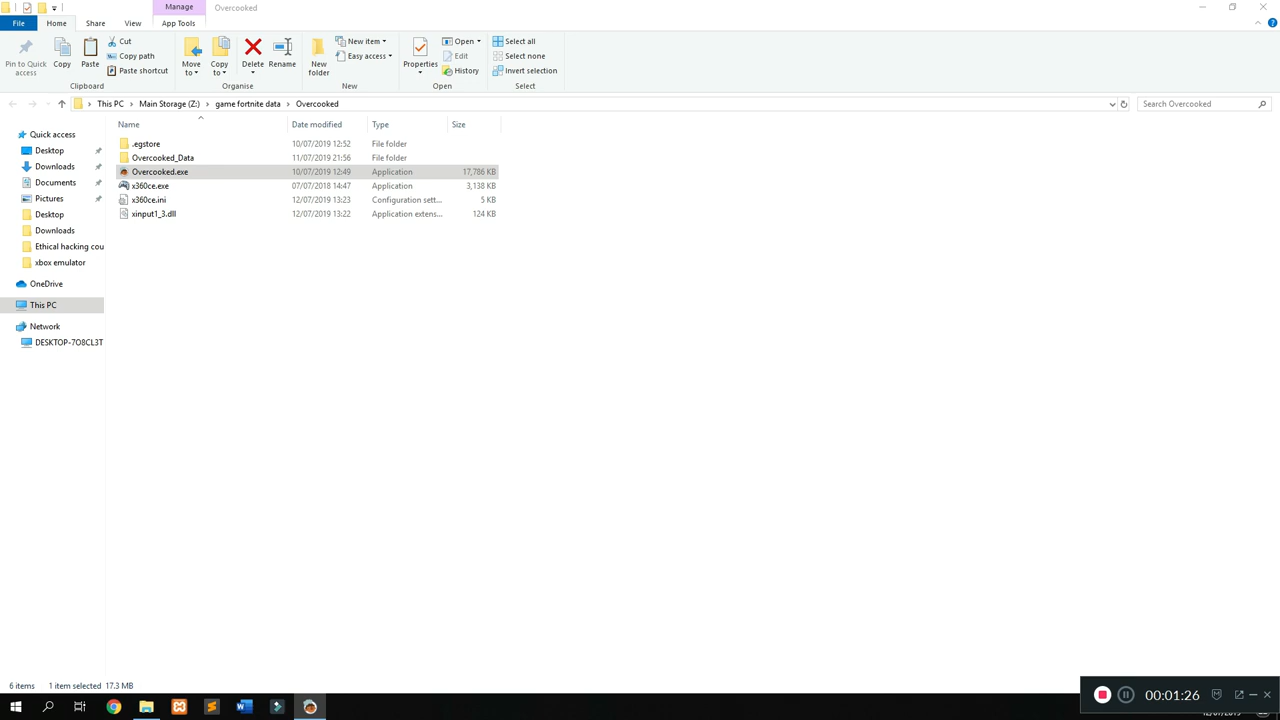 Manage
Overcooked
File
Home
Share
View
App Tools
Pin to Quick access
Copy
Paste
Cut
Copy path
Paste shortcut
Clipboard
Move to
Copy to
Delete
Rename
Organise
New folder
New item
Easy access
New
Properties
Open
Edit
History
Open
Select all
Select none
Invert selection
Select
This PC > Main Storage (Z:) > game fortnite data > Overcooked
Search Overcooked
Name Date modified Type Size
.egstore 10/07/2019 12:52 File folder
Overcooked_Data 11/07/2019 21:56 File folder
Overcooked.exe 10/07/2019 12:49 Application 17,786 KB
x360ce.exe 07/07/2018 14:47 Application 3,138 KB
x360ce.ini 12/07/2019 13:23 Configuration sett... 5 KB
xinput1_3.dll 12/07/2019 13:22 Application extens... 124 KB
Quick access
Desktop
Downloads
Documents
Pictures
Desktop
Downloads
Ethical hacking cou
xbox emulator
OneDrive
This PC
Network
DESKTOP-7O8CL3T
6 items 1 item selected 17.3 MB
00:01:26